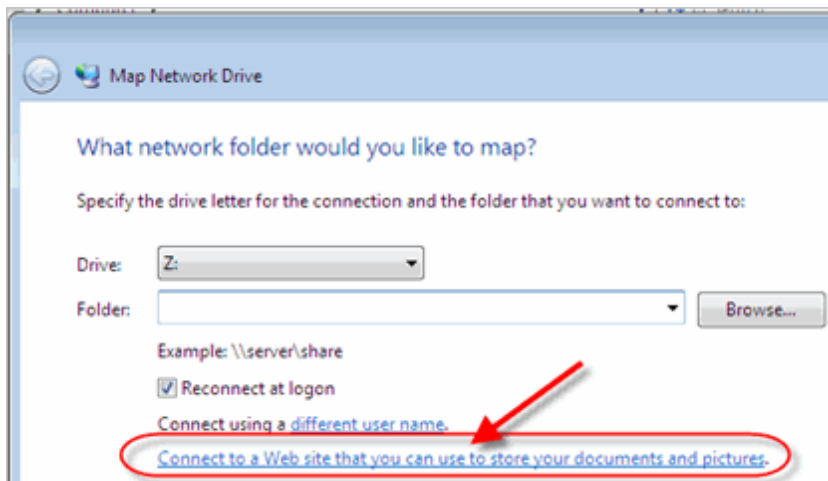 Map Network Drive
What network folder would you like to map?
Specify the drive letter for the connection and the folder that you want to connect to:
Drive: Z:
Folder: Browse...
Example: \\server\share
Reconnect at logon
Connect using a different user name.
Connect to a Web site that you can use to store your documents and pictures.